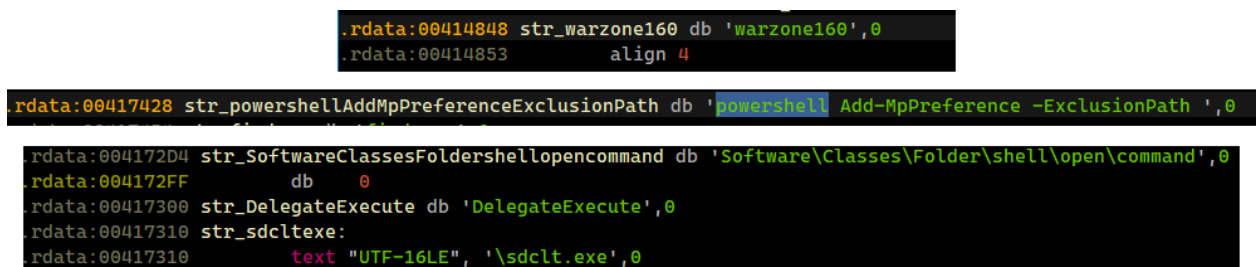 .rdata:00414848 str_warzone160 db 'warzone160',0
.rdata:00414853 align 4
.rdata:00417428 str_powershellAddMpPreferenceExclusionPath db 'powershell Add-MpPreference -ExclusionPath ',0
.rdata:004172D4 str_SoftwareClassesFoldershellopencommand db 'Software\Classes\Folder\shell\open\command',0
.rdata:004172FF db 0
.rdata:00417300 str_DelegateExecute db 'DelegateExecute',0
.rdata:00417310 str_sdcltexe:
.rdata:00417310 text "UTF-16LE", '\sdclt.exe',0